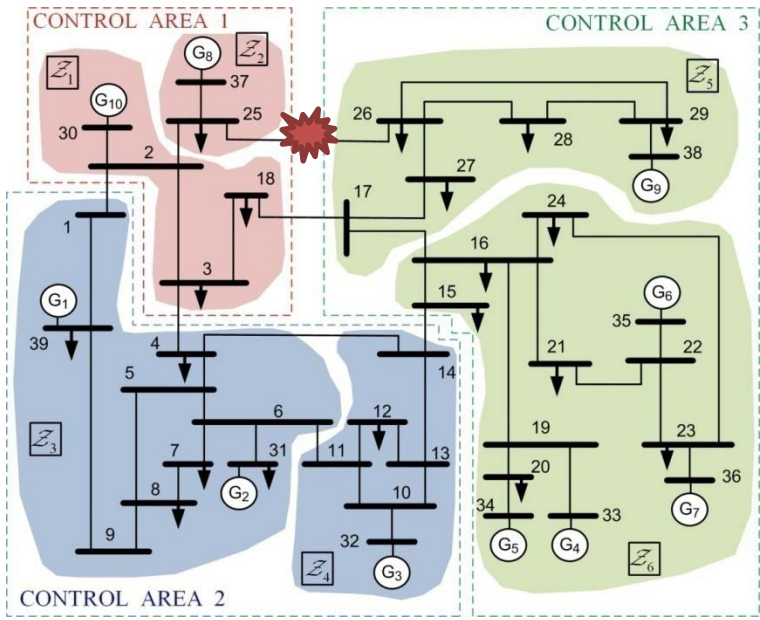 CONTROL AREA 1
CONTROL AREA 3
𝒵₁
G₈
𝒵₂
37
G₁₀
25
30
2
26
28
29
𝒵₅
38
G₉
27
18
17
24
1
3
16
15
G₁
39
G₆
35
4
14
21
22
5
6
12
7
31
11
13
19
23
𝒵₃
20
36
8
G₂
10
34
33
G₇
9
32
G₅
G₄
𝒵₄
G₃
𝒵₆
CONTROL AREA 2